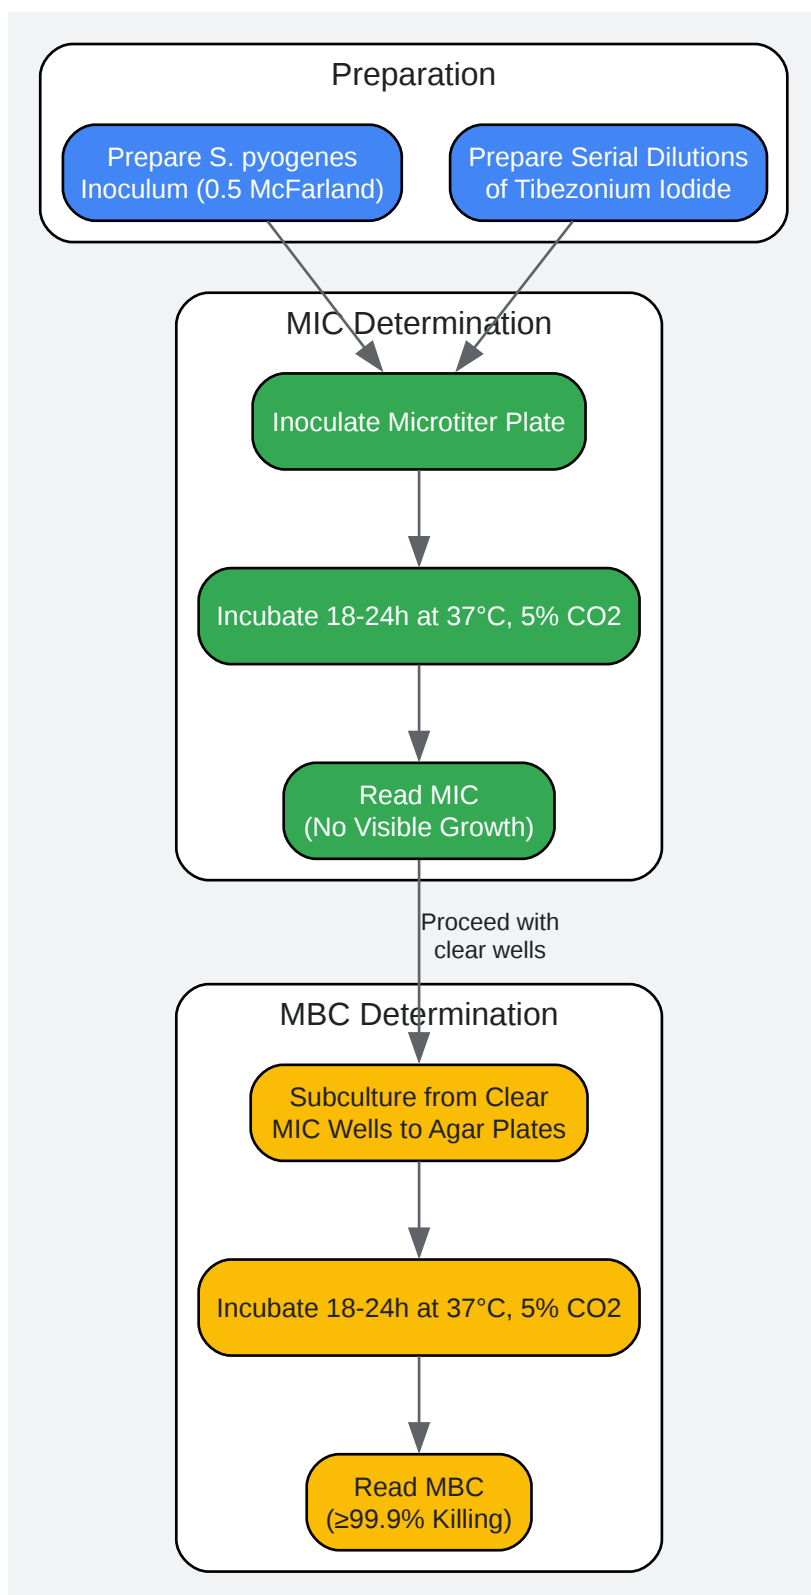 Preparation
Prepare S. pyogenes
Inoculum (0.5 McFarland)
Prepare Serial Dilutions
of Tibezonium Iodide
MIC Determination
Inoculate Microtiter Plate
Incubate 18-24h at 37°C, 5% CO2
Read MIC
(No Visible Growth)
Proceed with
clear wells
MBC Determination
Subculture from Clear
MIC Wells to Agar Plates
Incubate 18-24h at 37°C, 5% CO2
Read MBC
(≥99.9% Killing)